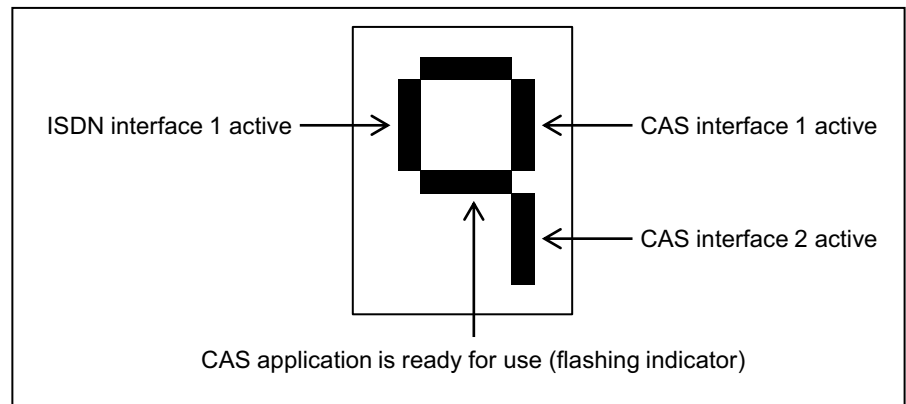 ISDN interface 1 active
CAS interface 1 active
CAS interface 2 active
CAS application is ready for use (flashing indicator)